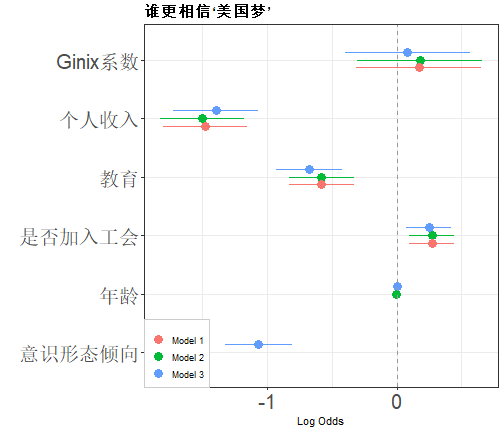 谁更相信‘美国梦’
Ginix系数
个人收入
教育
是否加入工会
年龄
意识形态倾向
Model 1
Model 2
Model 3
-1
0
Log Odds